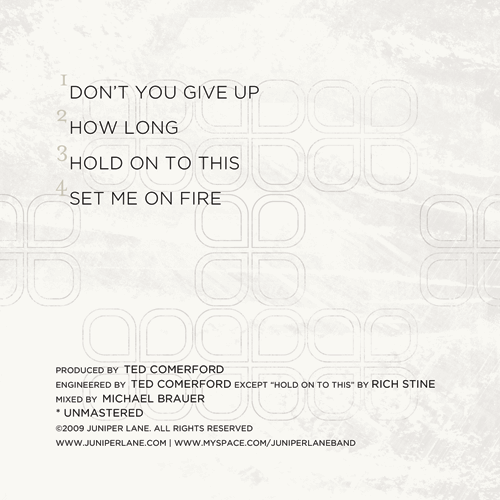 1 DON'T YOU GIVE UP
2 HOW LONG
3 HOLD ON TO THIS
4 SET ME ON FIRE
PRODUCED BY TED COMERFORD
ENGINEERED BY TED COMERFORD EXCEPT "HOLD ON TO THIS" BY RICH STINE
MIXED BY MICHAEL BRAUER
* UNMASTERED
©2009 JUNIPER LANE. ALL RIGHTS RESERVED
WWW.JUNIPERLANE.COM | WWW.MYSPACE.COM/JUNIPERLANEBAND